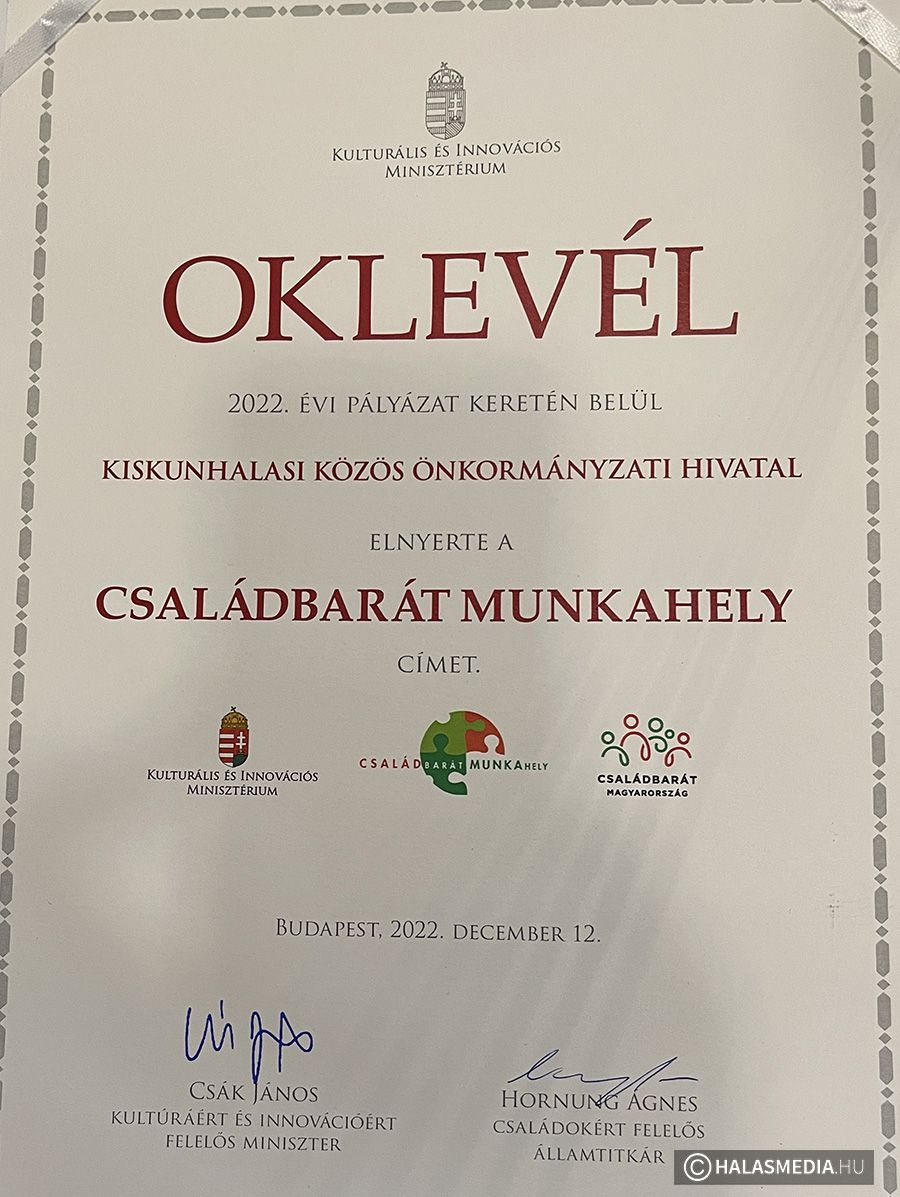 Kulturális és Innovációs
Minisztérium
OKLEVÉL
2022. ÉVI PÁLYÁZAT KERETÉN BELÜL
KISKUNHALASI KÖZÖS ÖNKORMÁNYZATI HIVATAL
ELNYERTE A
CSALÁDBARÁT MUNKAHELY
CÍMET.
Kulturális és Innovációs
Minisztérium
CSALÁDBARÁT MUNKAHELY
CSALÁDBARÁT
MAGYARORSZÁG
Budapest, 2022. december 12.
Csák János
kultúráért és innovációért
felelős miniszter
Hornung Ágnes
családokért felelős
államtitkár
© HALASMEDIA.HU